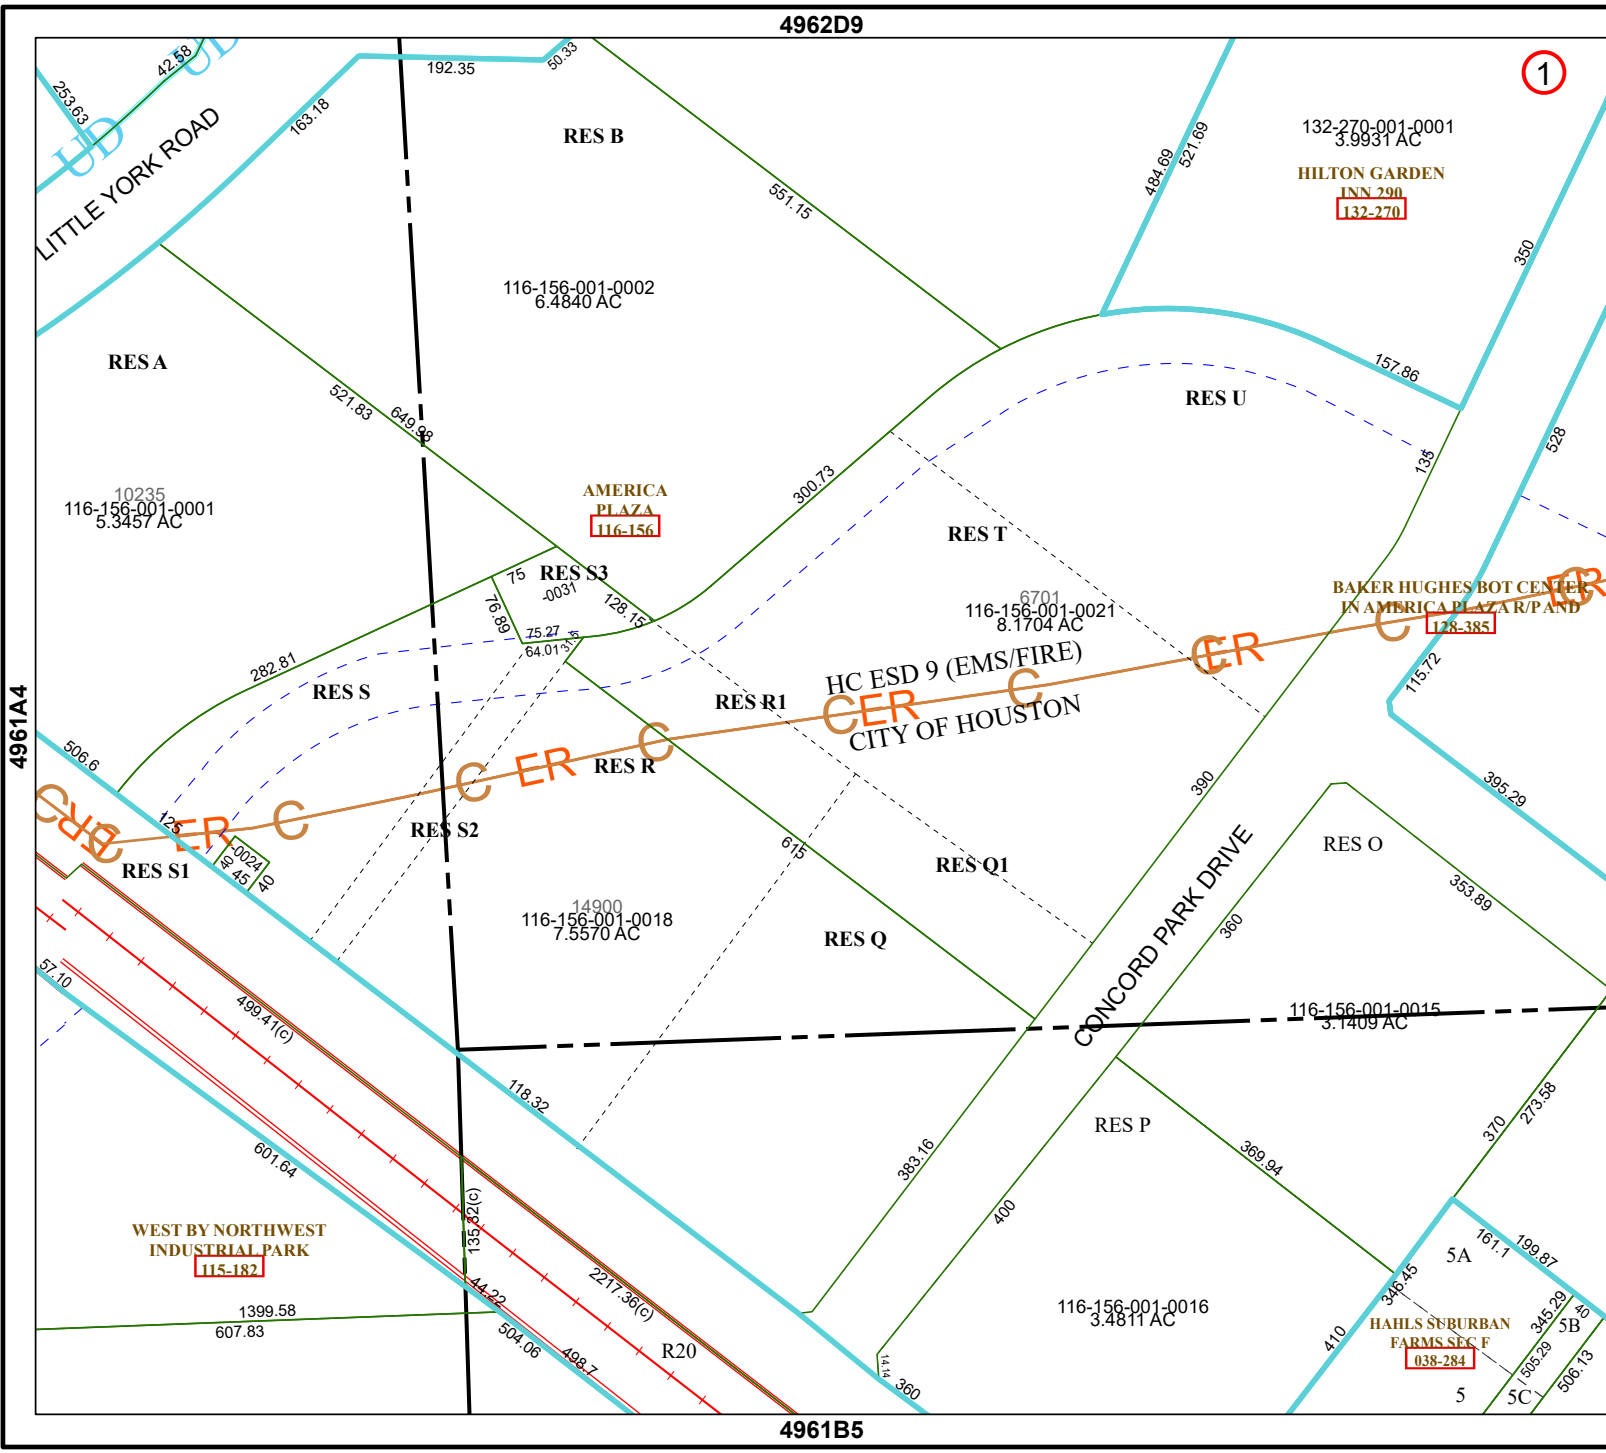 4962D9
1
42.58
UD
192.35
50.33
253.63
163.18
UD
LITTLE YORK ROAD
RES B
551.15
484.69
521.69
132-270-001-0001
3.9931 AC
HILTON GARDEN
INN 290
132-270
350
116-156-001-0002
6.4840 AC
RES A
521.83
649.98
157.86
RES U
528
135
10235
116-156-001-0001
5.3457 AC
AMERICA
PLAZA
116-156
300.73
RES T
RES S3
-0031
75
76.89
128.15
75.27
64.01
31.5
6701
116-156-001-0021
8.1704 AC
BAKER HUGHES BOT CENTER
IN AMERICA PLAZA R/P AND
128-385
C
ER
C
115.72
282.81
RES S
RES R1
HC ESD 9 (EMS/FIRE)
CITY OF HOUSTON
C
ER
C
C
ER
4961A4
506.6
RES R
C
ER
C
390
395.29
C
ER
C
125
ER
C
RES S2
RES S1
-0024
40
45
40
615
RES Q1
RES O
353.89
CONCORD PARK DRIVE
360
14900
116-156-001-0018
7.5570 AC
RES Q
57.10
499.41(c)
116-156-001-0015
3.1409 AC
118.32
RES P
369.94
370
273.58
383.16
601.64
400
135.32(c)
WEST BY NORTHWEST
INDUSTRIAL PARK
115-182
44.22
2217.36(c)
1399.58
607.83
504.06
498.7
R20
116-156-001-0016
3.4811 AC
14.14
360
161.1
199.87
5A
346.45
410
HAHLS SUBURBAN
FARMS SEC F
038-284
345.29
505.29
40
5B
506.13
5
5C
4961B5